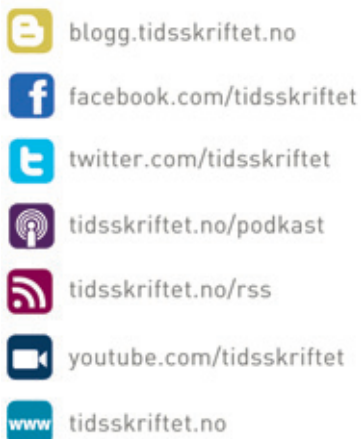 blogg.tidsskriftet.no
facebook.com/tidsskriftet
twitter.com/tidsskriftet
tidsskriftet.no/podkast
tidsskriftet.no/rss
youtube.com/tidsskriftet
www tidsskriftet.no